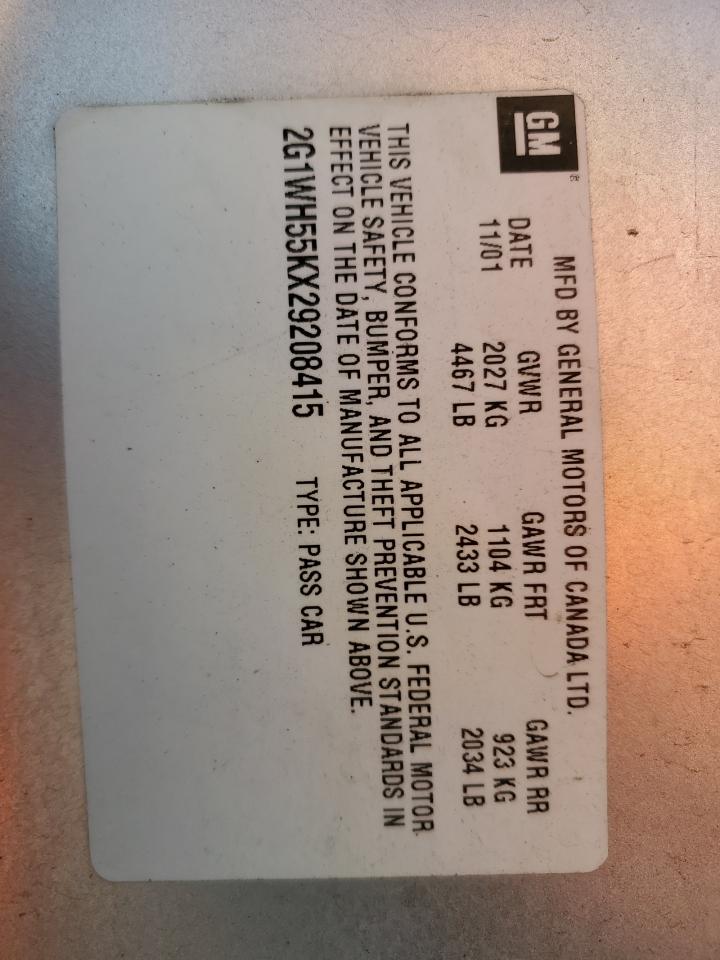 GM
MFD BY GENERAL MOTORS OF CANADA LTD.
DATE GVWR GAWR FRT GAWR RR
11/01 2027 KG 1104 KG 923 KG
4467 LB 2433 LB 2034 LB
THIS VEHICLE CONFORMS TO ALL APPLICABLE U.S. FEDERAL MOTOR
VEHICLE SAFETY, BUMPER, AND THEFT PREVENTION STANDARDS IN
EFFECT ON THE DATE OF MANUFACTURE SHOWN ABOVE.
2G1WH55KX29208415 TYPE: PASS CAR